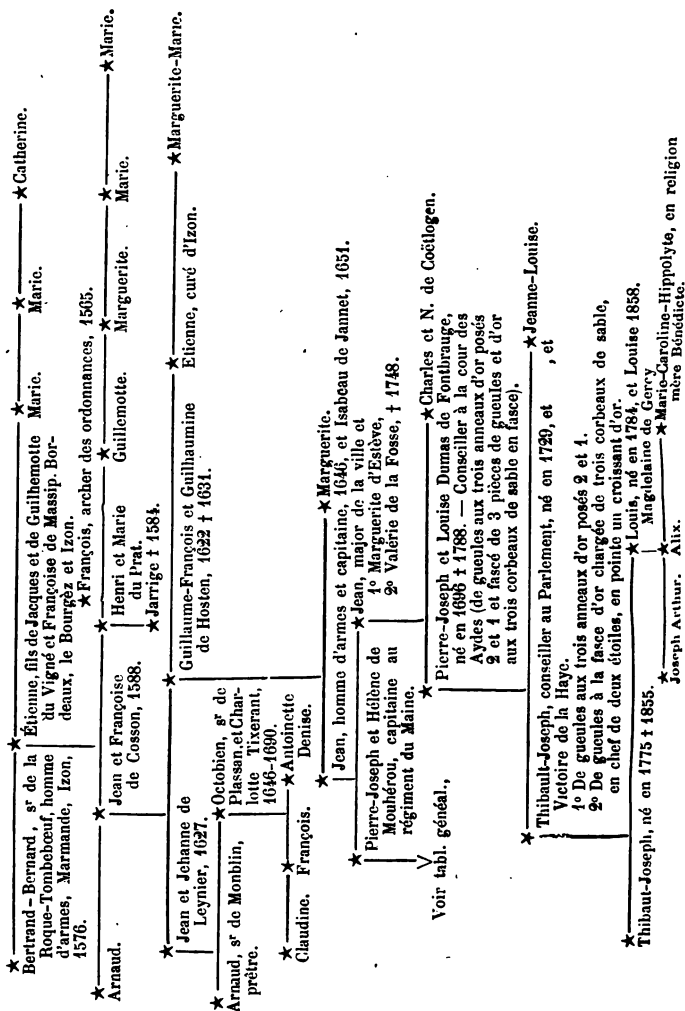 Bertrand-Bernard, sr de la
Roque-Tombebœuf, homme
d'armes, Marmande, Izon,
1576.
Étienne, fils de Jacques et de Guilhemotte
du Vigné et Françoise de Massip. Bor-
deaux, le Bourgèz et Izon.
Marie.
Marie.
Catherine.
Arnaud.
Jean et Françoise
de Cosson, 1588.
François, archer des ordonnances, 1565.
Henri et Marie
du Prat.
Jarrige † 1584.
Guillemotte.
Marguerite.
Marie.
Marie.
Jean et Jehanne de
Leynier, 1627.
Guillaume-François et Guilhaumine
de Hosten, 1622 † 1631.
Etienne, curé d'Izon.
Marguerite-Marie.
Arnaud, sr de Monblin,
prêtre.
Octobien, sr de
Plassan, et Char-
lotte Tixerant,
1646-1690.
Claudine.
François.
Antoinette
Denise.
Jean, homme d'armes et capitaine, 1646, et Isabeau de Jannet, 1651.
Marguerite.
Pierre-Joseph et Hélène de
Mouhérou, capitaine au
régiment du Maine.
Jean, major de la ville et
1º Marguerite d'Estève,
2º Valérie de la Fosse, † 1748.
Voir tabl. général.,
Pierre-Joseph et Louise Dumas de Fontbrauge,
né en 1696 † 1788. — Conseiller à la cour des
Aydes (de gueules aux trois anneaux d'or posés
2 et 1 et fascé de 3 pièces de gueules et d'or
aux trois corbeaux de sable en fasce).
Charles et N. de Coëtlogen.
Thibault-Joseph, conseiller au Parlement, né en 1729, et , et
Victoire de la Haye.
1º De gueules aux trois anneaux d'or posés 2 et 1.
2º De gueules à la fasce d'or chargée de trois corbeaux de sable,
en chef de deux étoiles, en pointe un croissant d'or.
Jeanne-Louise.
Thibaut-Joseph, né en 1775 † 1855.
Louis, né en 1784, et Louise 1858.
Magdelaine de Gercy
Joseph Arthur.
Alix.
Marie-Caroline-Hippolyte, en religion
mère Bénédicte.